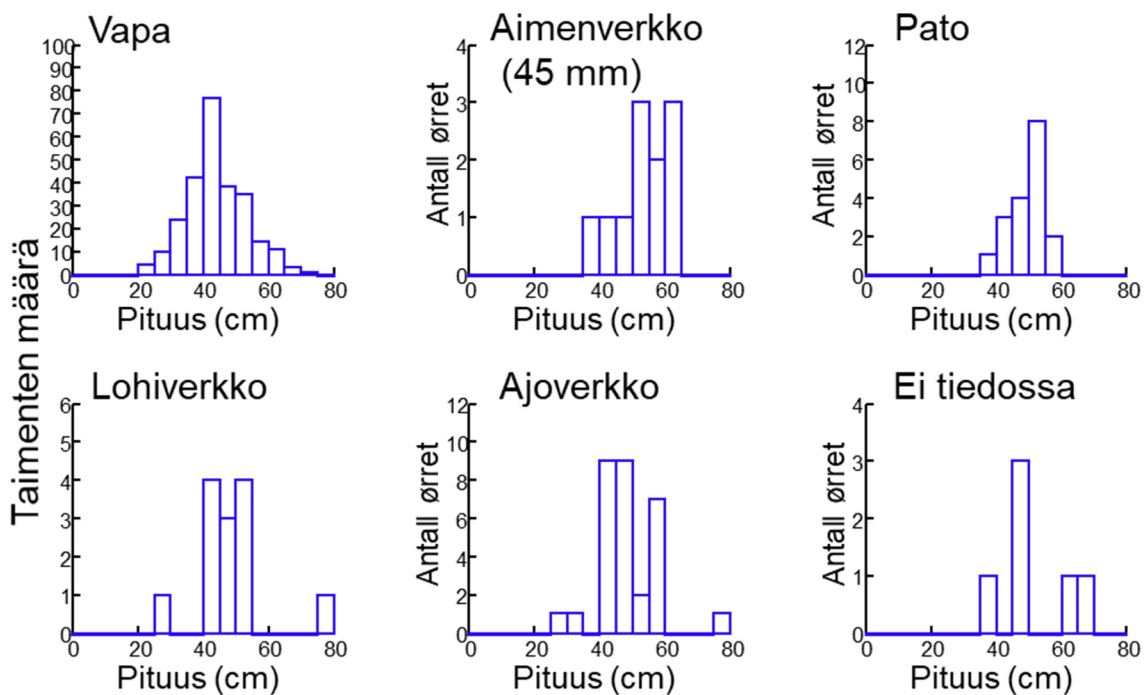 Taimenten määrä
Vapa
100
90
80
70
60
50
40
30
20
10
0
0 20 40 60 80
Pituus (cm)
Aimenverkko
(45 mm)
Antall ørret
4
3
2
1
0
0 20 40 60 80
Pituus (cm)
Pato
Antall ørret
12
10
8
6
4
2
0
0 20 40 60 80
Pituus (cm)
Lohiverkko
6
5
4
3
2
1
0
0 20 40 60 80
Pituus (cm)
Ajoverkko
Antall ørret
12
10
8
6
4
2
0
0 20 40 60 80
Pituus (cm)
Ei tiedossa
Antall ørret
4
3
2
1
0
0 20 40 60 80
Pituus (cm)